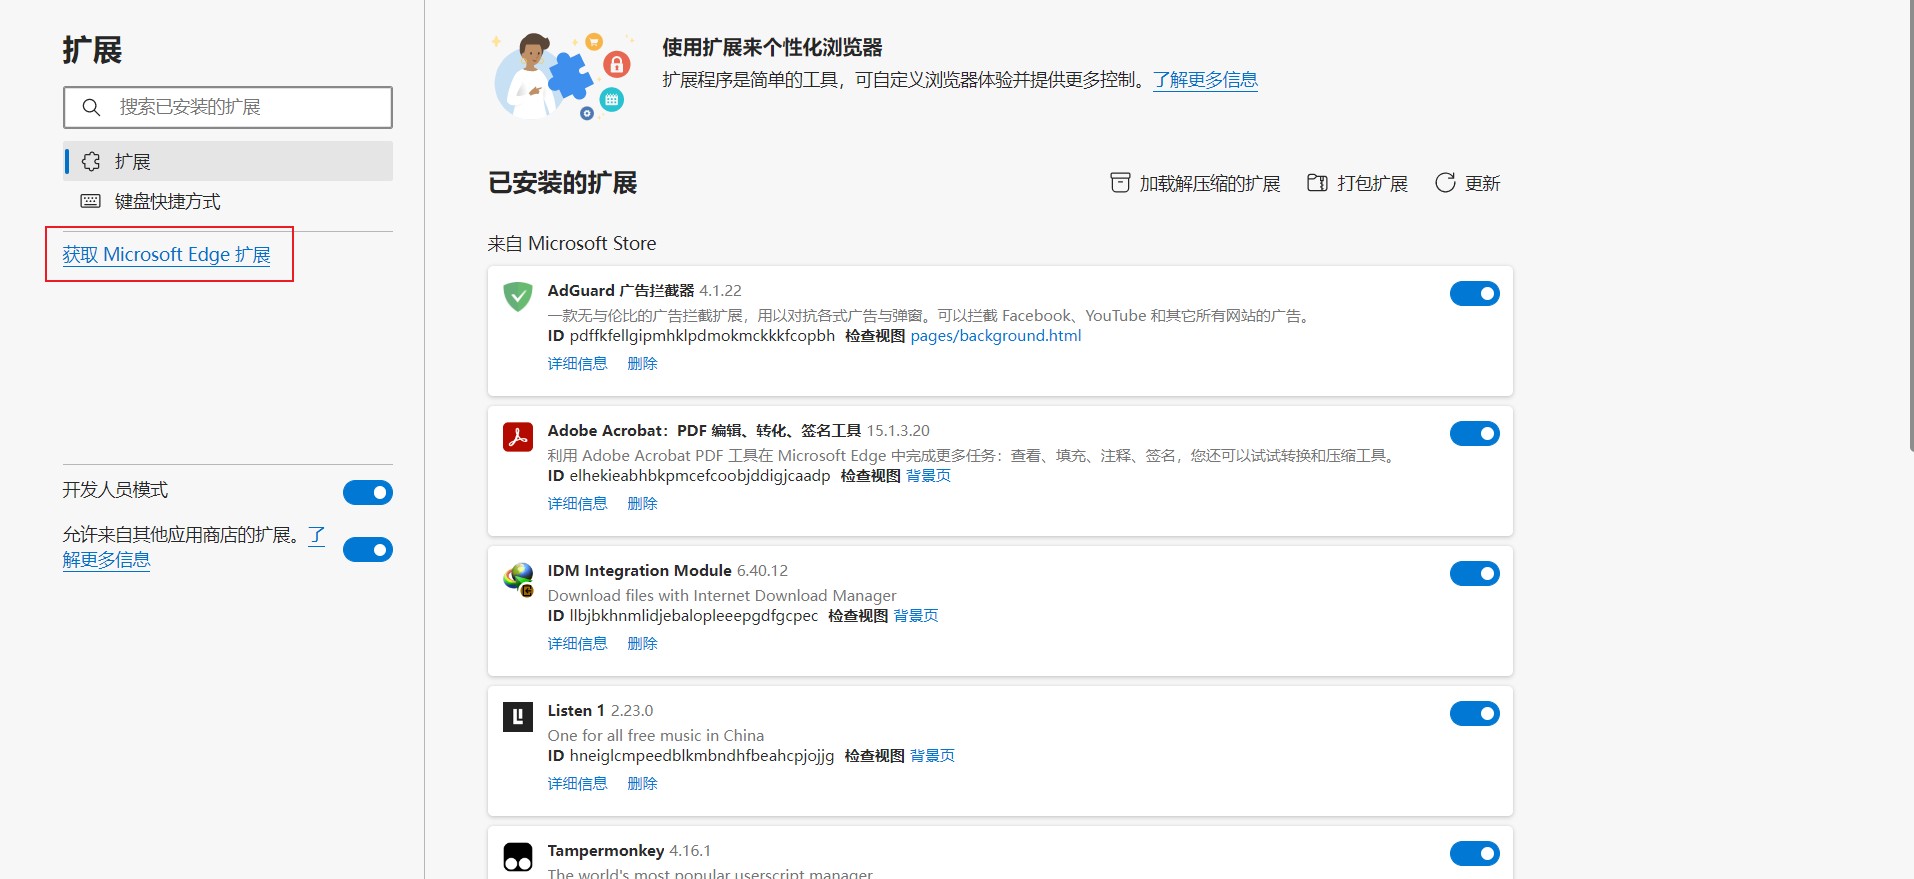 扩展
搜索已安装的扩展
扩展
键盘快捷方式
获取 Microsoft Edge 扩展
开发人员模式
允许来自其他应用商店的扩展。了
解更多信息
使用扩展来个性化浏览器
扩展程序是简单的工具，可自定义浏览器体验并提供更多控制。了解更多信息
已安装的扩展
加载解压缩的扩展
打包扩展
更新
来自 Microsoft Store
AdGuard 广告拦截器 4.1.22
一款无与伦比的广告拦截扩展，用以对抗各式广告与弹窗。可以拦截 Facebook、YouTube 和其它所有网站的广告。
ID pdffkfellgipmhklpdmokmckkkfcopbh 检查视图 pages/background.html
详细信息 删除
Adobe Acrobat：PDF 编辑、转化、签名工具 15.1.3.20
利用 Adobe Acrobat PDF 工具在 Microsoft Edge 中完成更多任务：查看、填充、注释、签名，您还可以试试转换和压缩工具。
ID elhekieabhbkpmcefcoobjddigjcaadp 检查视图 背景页
详细信息 删除
IDM Integration Module 6.40.12
Download files with Internet Download Manager
ID llbjbkhnmlidjebalopleeepgdfgcpec 检查视图 背景页
详细信息 删除
Listen 1 2.23.0
One for all free music in China
ID hneiglcmpeedblkmbndhfbeahcpjojjg 检查视图 背景页
详细信息 删除
Tampermonkey 4.16.1
The world's most popular userscript manager